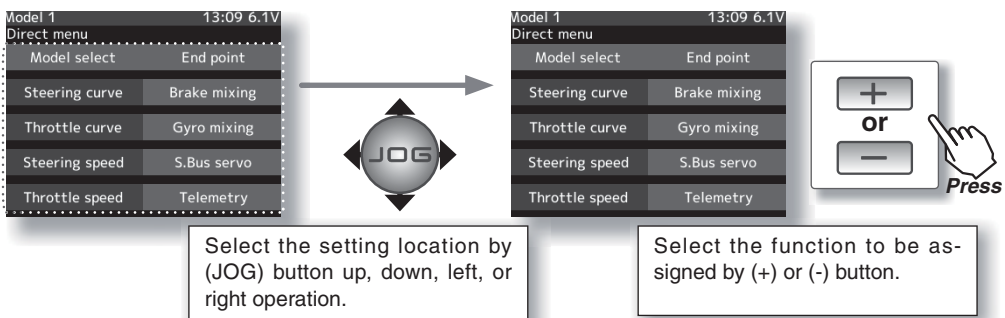 Model 1 13:09 6.1V
Direct menu
Model select End point
Steering curve Brake mixing
Throttle curve Gyro mixing
Steering speed S.Bus servo
Throttle speed Telemetry
JOG
Select the setting location by
(JOG) button up, down, left, or
right operation.
Model 1 13:09 6.1V
Direct menu
Model select End point
Steering curve Brake mixing
Throttle curve Gyro mixing
Steering speed S.Bus servo
Throttle speed Telemetry
+
or
−
Press
Select the function to be as-
signed by (+) or (-) button.